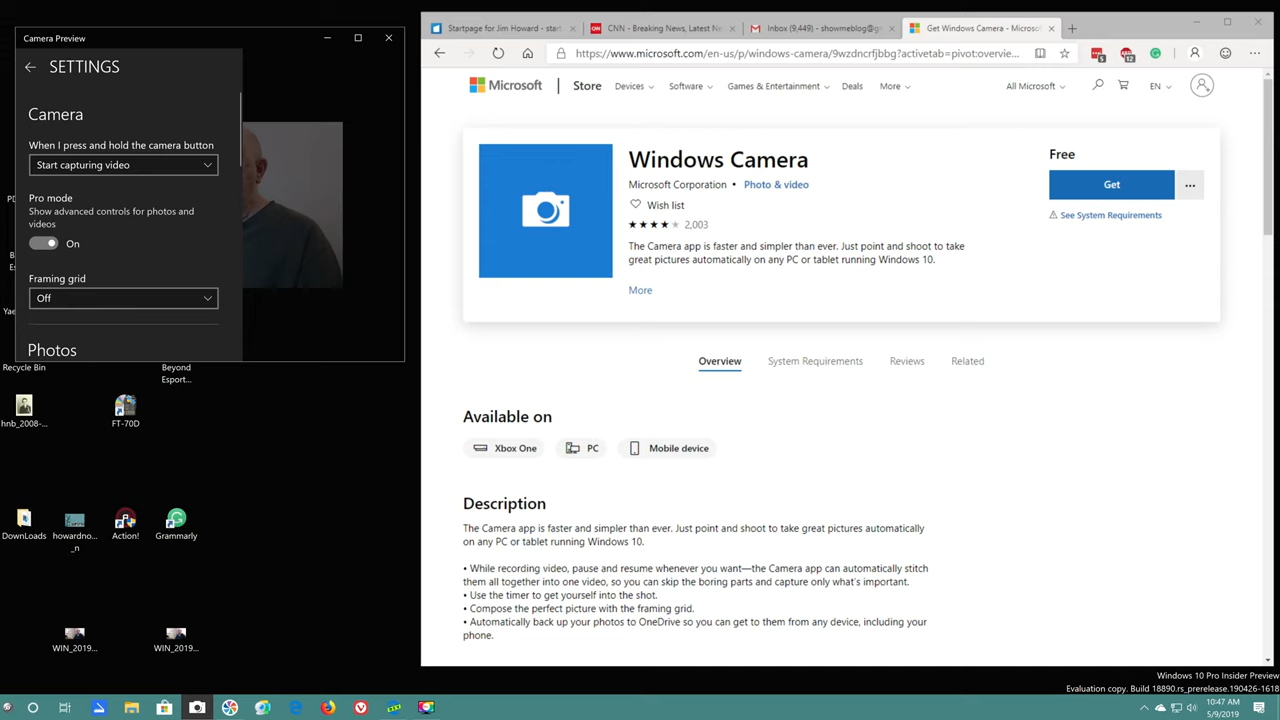 Camera Preview
SETTINGS
Camera
When I press and hold the camera button
Start capturing video
Pro mode
Show advanced controls for photos and
videos
On
Framing grid
Off
Photos
Recycle Bin
Beyond
Esport...
hnb_2008-...
FT-70D
DownLoads
howardno...
_n
Action!
Grammarly
WIN_2019...
WIN_2019...
Startpage for Jim Howard - star
CNN - Breaking News, Latest Ne
Inbox (9,449) - showmeblog@g
Get Windows Camera - Microso
https://www.microsoft.com/en-us/p/windows-camera/9wzdncrfjbbg?activetab=pivot:overvie...
5
12
Microsoft
Store
Devices
Software
Games & Entertainment
Deals
More
All Microsoft
EN
Windows Camera
Microsoft Corporation • Photo & video
Wish list
2,003
The Camera app is faster and simpler than ever. Just point and shoot to take
great pictures automatically on any PC or tablet running Windows 10.
More
Free
Get
See System Requirements
Overview
System Requirements
Reviews
Related
Available on
Xbox One
PC
Mobile device
Description
The Camera app is faster and simpler than ever. Just point and shoot to take great pictures automatically
on any PC or tablet running Windows 10.
• While recording video, pause and resume whenever you want—the Camera app can automatically stitch
them all together into one video, so you can skip the boring parts and capture only what's important.
• Use the timer to get yourself into the shot.
• Compose the perfect picture with the framing grid.
• Automatically back up your photos to OneDrive so you can get to them from any device, including your
phone.
Windows 10 Pro Insider Preview
Evaluation copy. Build 18890.rs_prerelease.190426-1618
10:47 AM
5/9/2019